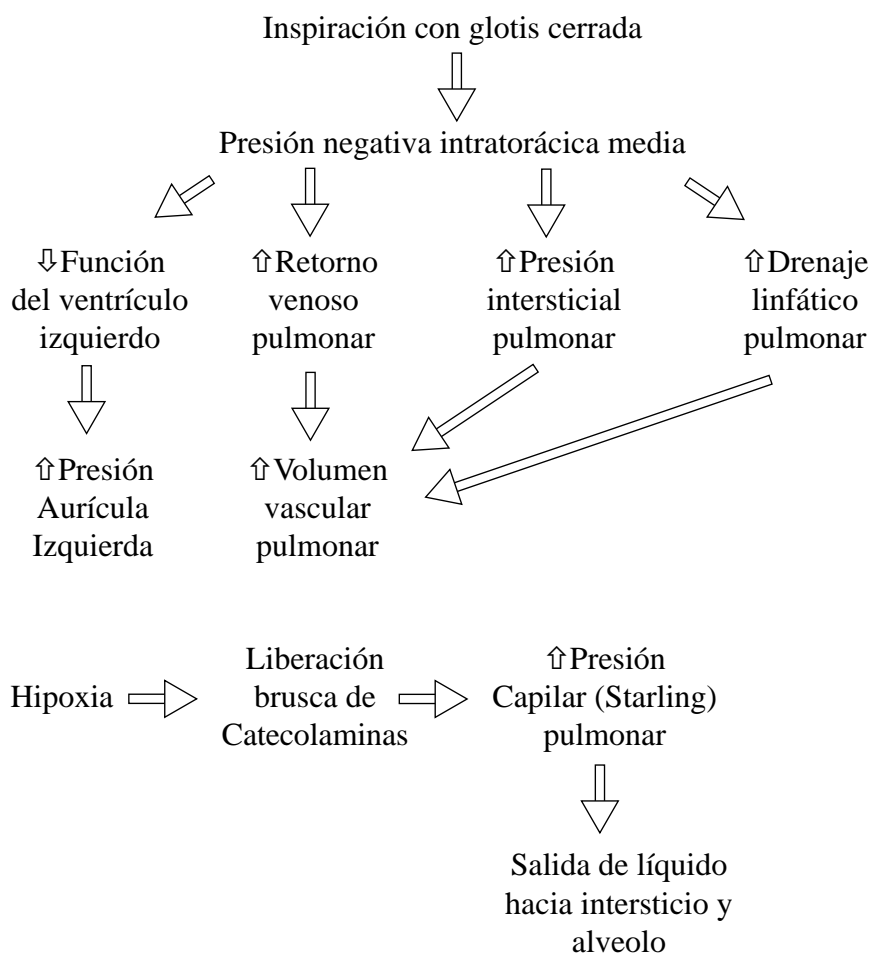 Inspiración con glotis cerrada
Presión negativa intratorácica media
⇩Función
del ventrículo
izquierdo
⇧Retorno
venoso
pulmonar
⇧Presión
intersticial
pulmonar
⇧Drenaje
linfático
pulmonar
⇧Presión
Aurícula
Izquierda
⇧Volumen
vascular
pulmonar
Hipoxia
Liberación
brusca de
Catecolaminas
⇧Presión
Capilar (Starling)
pulmonar
Salida de líquido
hacia intersticio y
alveolo